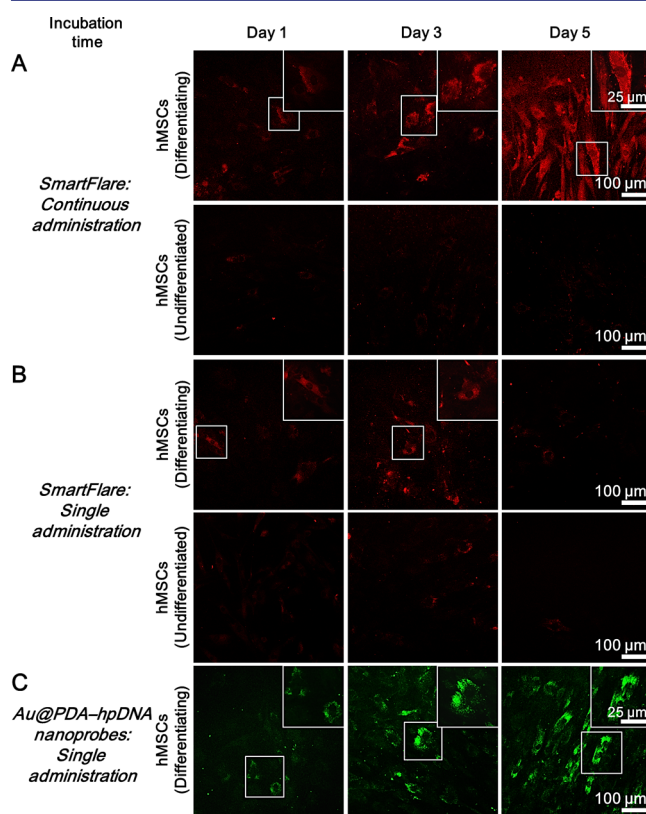 Incubation
time
Day 1
Day 3
Day 5
A
SmartFlare:
Continuous
administration
hMSCs
(Differentiating)
25 µm
100 µm
hMSCs
(Undifferentiated)
100 µm
B
SmartFlare:
Single
administration
hMSCs
(Differentiating)
100 µm
hMSCs
(Undifferentiated)
100 µm
C
Au@PDA–hpDNA
nanoprobes:
Single
administration
hMSCs
(Differentiating)
25 µm
100 µm